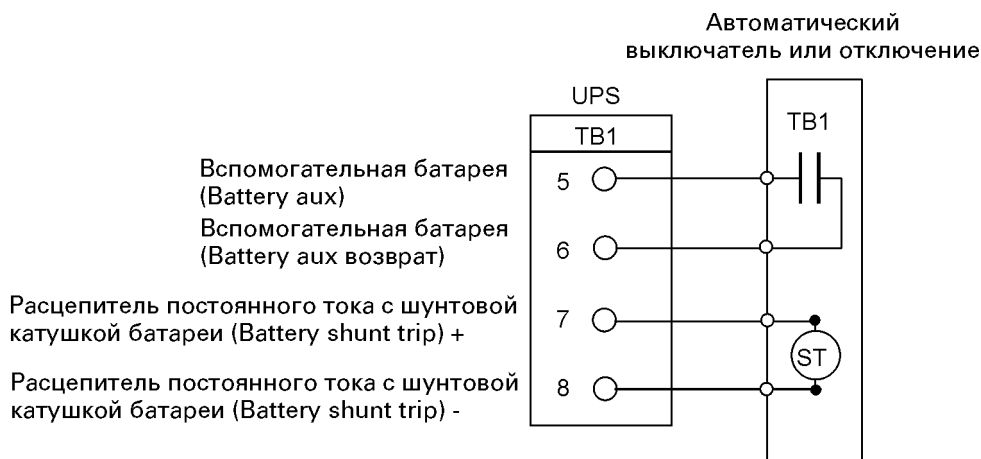 Автоматический
выключатель или отключение
UPS
TB1
TB1
Вспомогательная батарея
(Battery aux)
5
Вспомогательная батарея
(Battery aux возврат)
6
Расцепитель постоянного тока с шунтовой
катушкой батареи (Battery shunt trip) +
7
ST
Расцепитель постоянного тока с шунтовой
катушкой батареи (Battery shunt trip) -
8